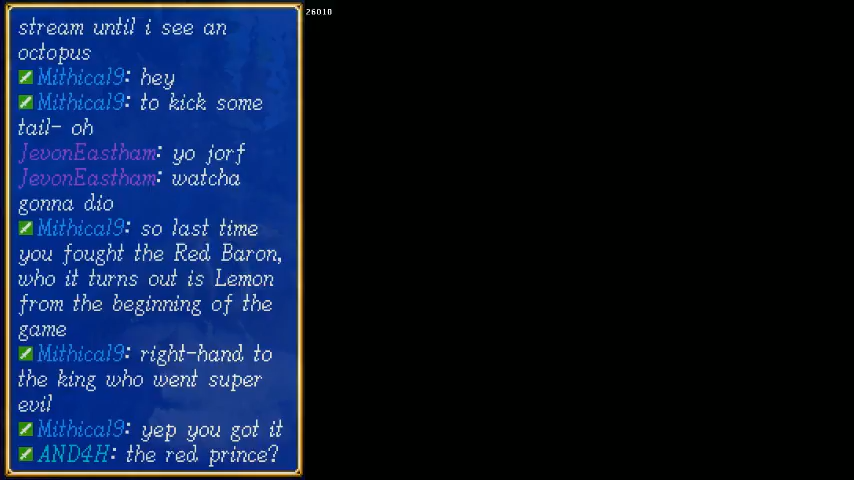 stream until i see an
octopus
Mithical9: hey
Mithical9: to kick some
tail- oh
JevonEastham: yo jorf
JevonEastham: watcha
gonna dio
Mithical9: so last time
you fought the Red Baron,
who it turns out is Lemon
from the beginning of the
game
Mithical9: right-hand to
the king who went super
evil
Mithical9: yep you got it
AND4H: the red prince?
26010